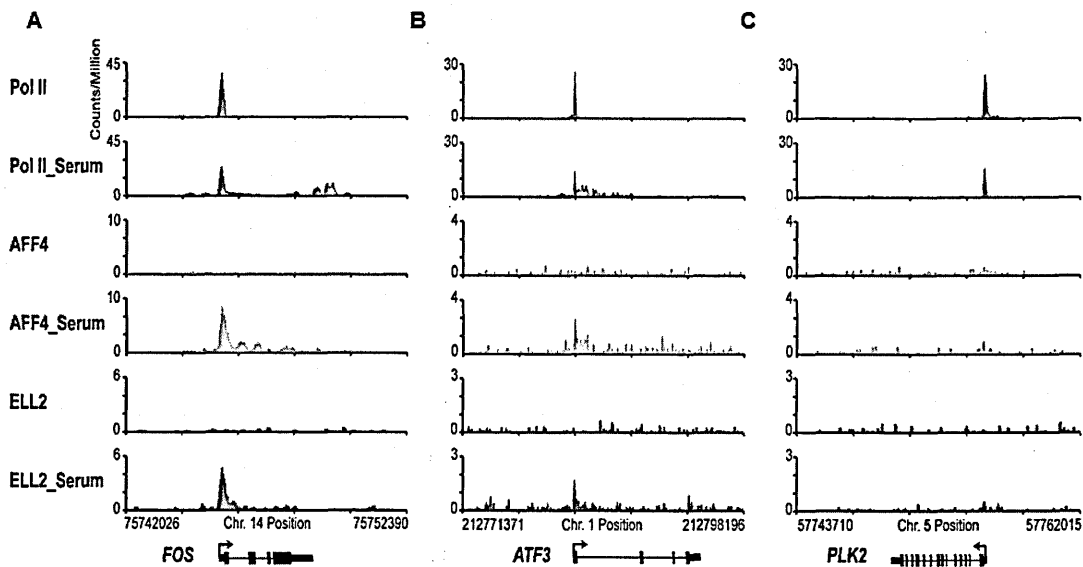 A B C
Counts/Million
Pol II 45 0 30 0 30 0
Pol II_Serum 45 0 30 0 30 0
AFF4 10 0 4 0 4 0
AFF4_Serum 10 0 4 0 4 0
ELL2 6 0 3 0 3 0
ELL2_Serum 6 0 3 0 3 0
75742026 Chr. 14 Position 75752390 212771371 Chr. 1 Position 212798196 57743710 Chr. 5 Position 57762015
FOS ATF3 PLK2